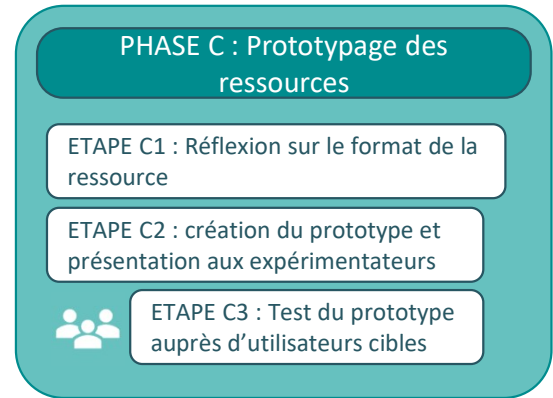 PHASE C : Prototypage des
ressources
ETAPE C1 : Réflexion sur le format de la
ressource
ETAPE C2 : création du prototype et
présentation aux expérimentateurs
ETAPE C3 : Test du prototype
auprès d’utilisateurs cibles